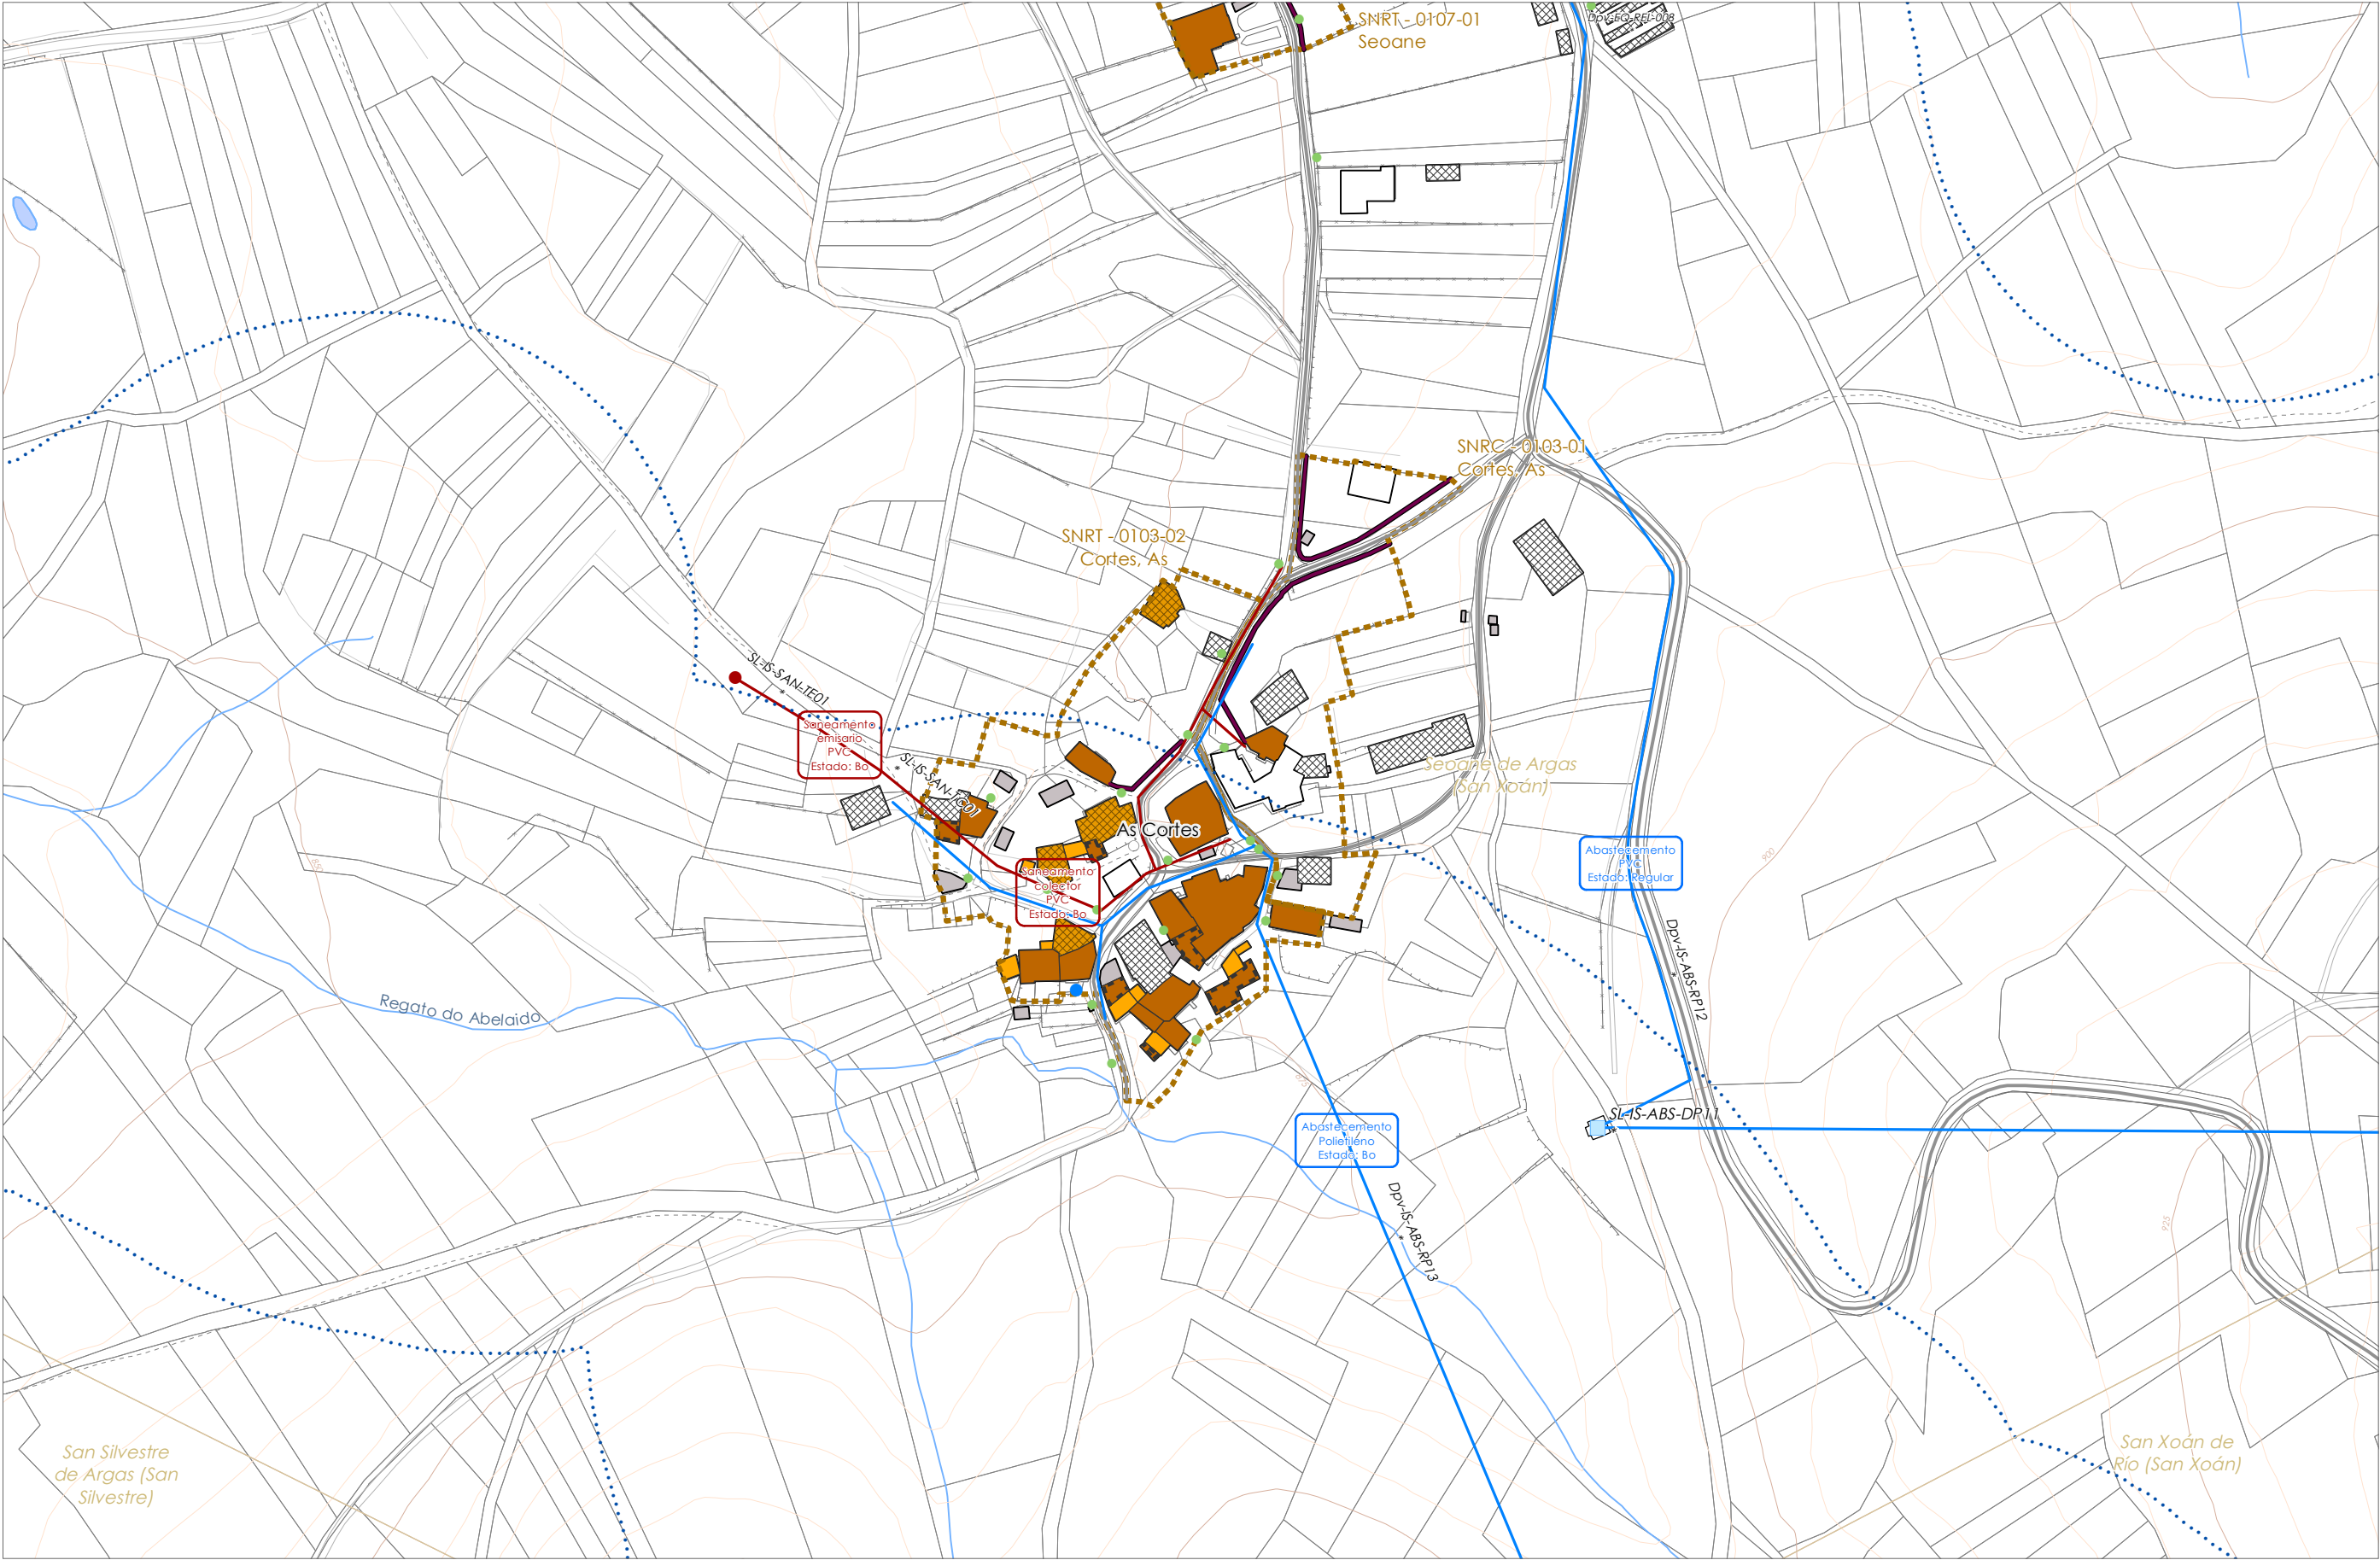 SNRT - 0107-01
Seoane
Dpv-EQ-REL-008
SNRC - 0103-01
Cortes, As
SNRT - 0103-02
Cortes, As
SL-IS-SAN-TE01
Saneamento
emisario
PVC
Estado: Bo
SL-IS-SAN-TC01
Seoane de Argas
(San Xoán)
As Cortes
Saneamento
colector
PVC
Estado: Bo
Abastecemento
PVC
Estado: Regular
900
850
Dpv-IS-ABS-RP12
Regato do Abelaido
875
SL-IS-ABS-DP11
Abastecemento
Polietileno
Estado: Bo
Dpv-IS-ABS-RP13
925
San Silvestre
de Argas (San
Silvestre)
San Xoán de
Río (San Xoán)